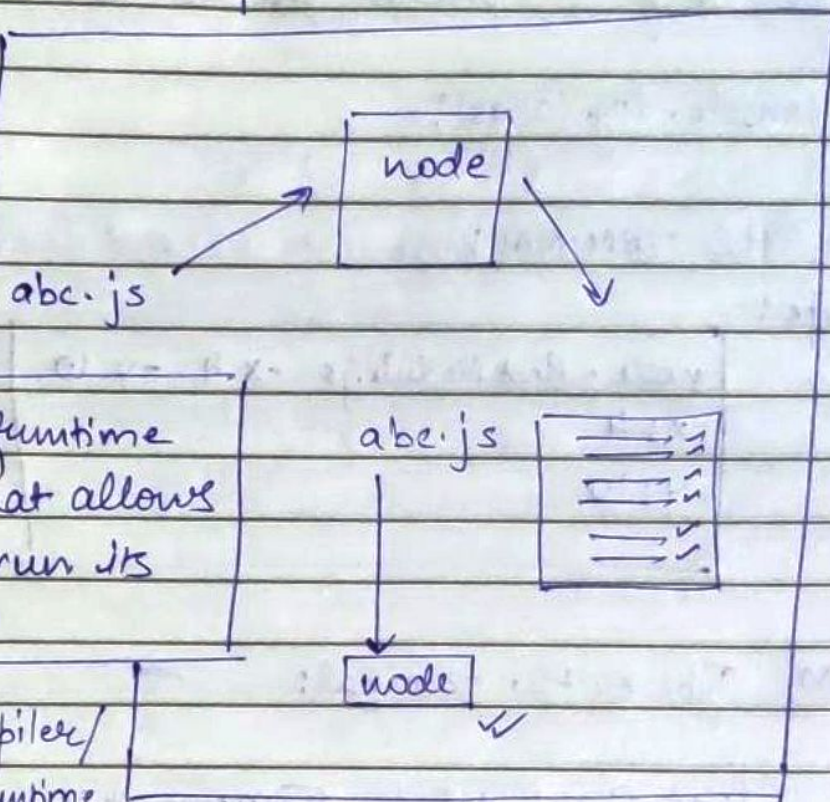 node
abc.js
runtime
abc.js
at allows
run its
node
piler/